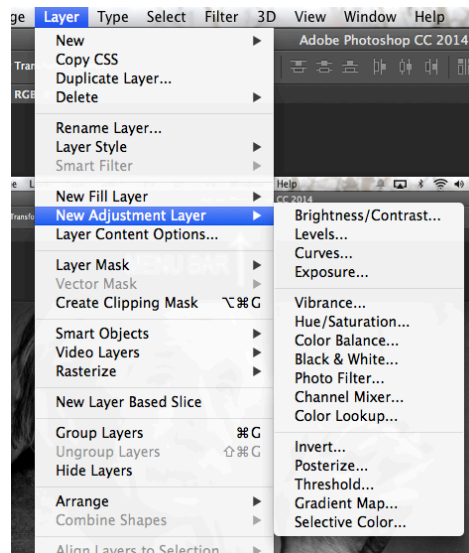 ge Layer Type Select Filter 3D View Window Help
Adobe Photoshop CC 2014
Tran
RGB
New
Copy CSS
Duplicate Layer...
Delete
Rename Layer...
Layer Style
Smart Filter
Help
CC 2014
Transfo
New Fill Layer
New Adjustment Layer
Layer Content Options...
Layer Mask
MENU BAR
Vector Mask
Create Clipping Mask ⌥⌘G
Smart Objects
Video Layers
Rasterize
New Layer Based Slice
Group Layers ⌘G
Ungroup Layers ⇧⌘G
Hide Layers
Arrange
Combine Shapes
Align Layers to Selection
Brightness/Contrast...
Levels...
Curves...
Exposure...
Vibrance...
Hue/Saturation...
Color Balance...
Black & White...
Photo Filter...
Channel Mixer...
Color Lookup...
Invert...
Posterize...
Threshold...
Gradient Map...
Selective Color...